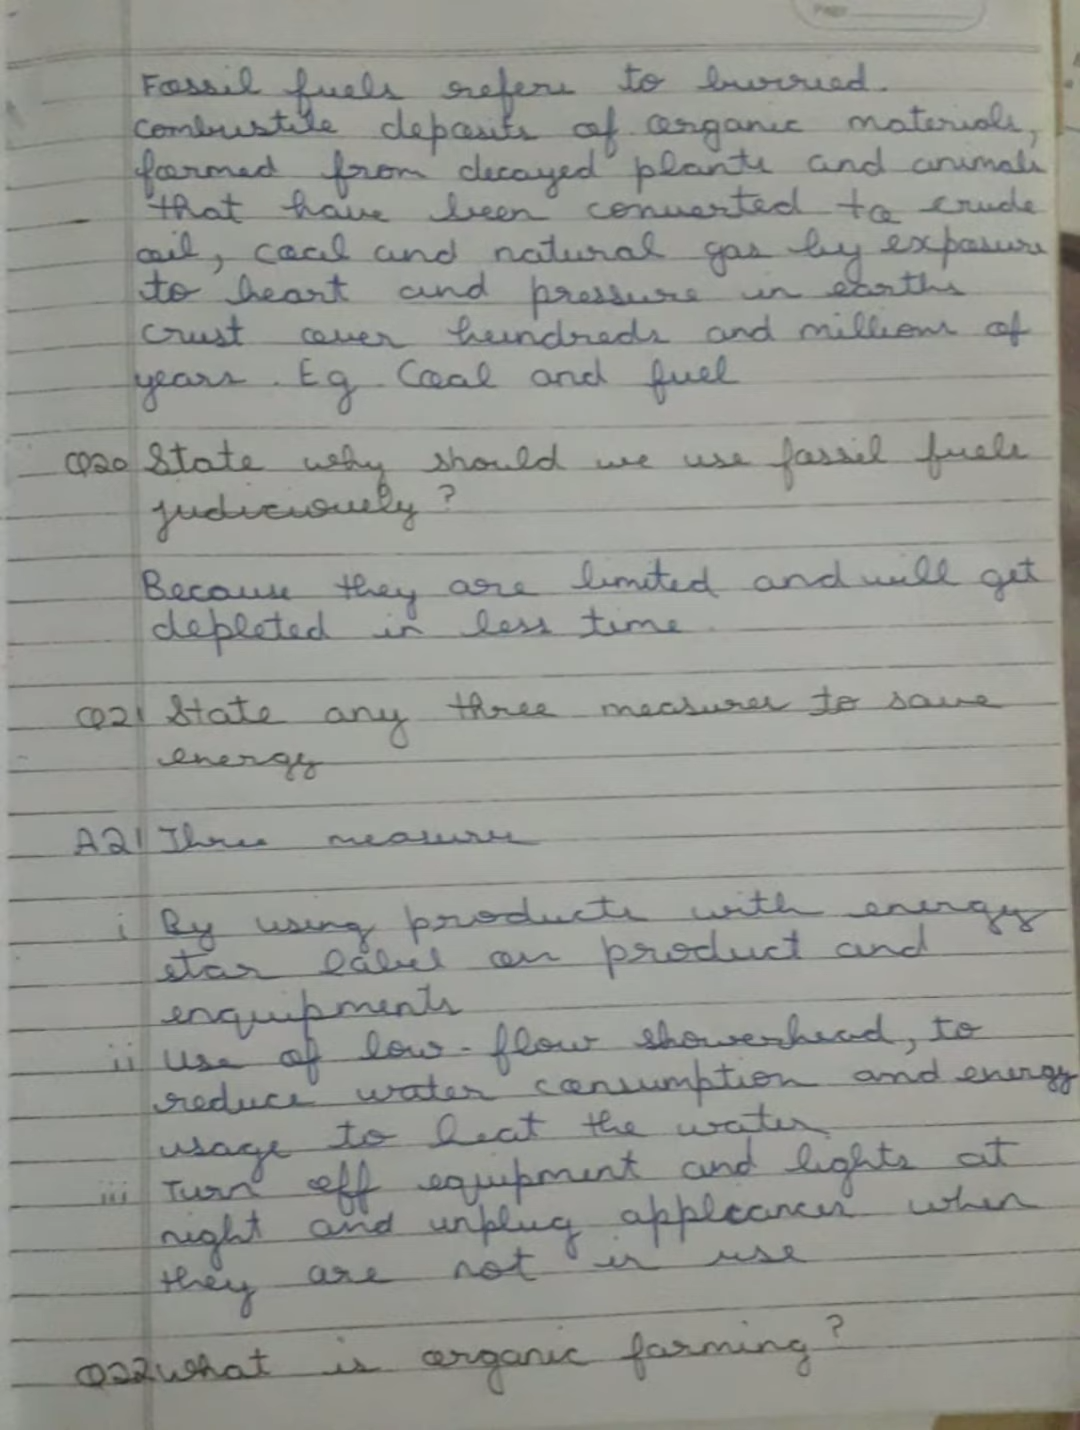 Page
Fossil fuels refers to burried.
combustile deposits of organic materials,
formed from decayed plants and animals
that have been converted to crude
oil, coal and natural gas by exposure
to heart and pressure in earths
crust over hundreds and millions of
years. Eg. Coal and fuel
Q20 State why should we use fossil fuels
judiciously?
Because they are limited and will get
depleted in less time.
Q21 State any three measures to save
energy
A21 Three measure
i By using products with energy
star label on product and
enquipments
ii Use of low-flow showerhead, to
reduce water consumption and energy
usage to heat the water.
iii Turn off equipment and lights at
night and unplug appliances when
they are not in use
Q22 What is organic farming?